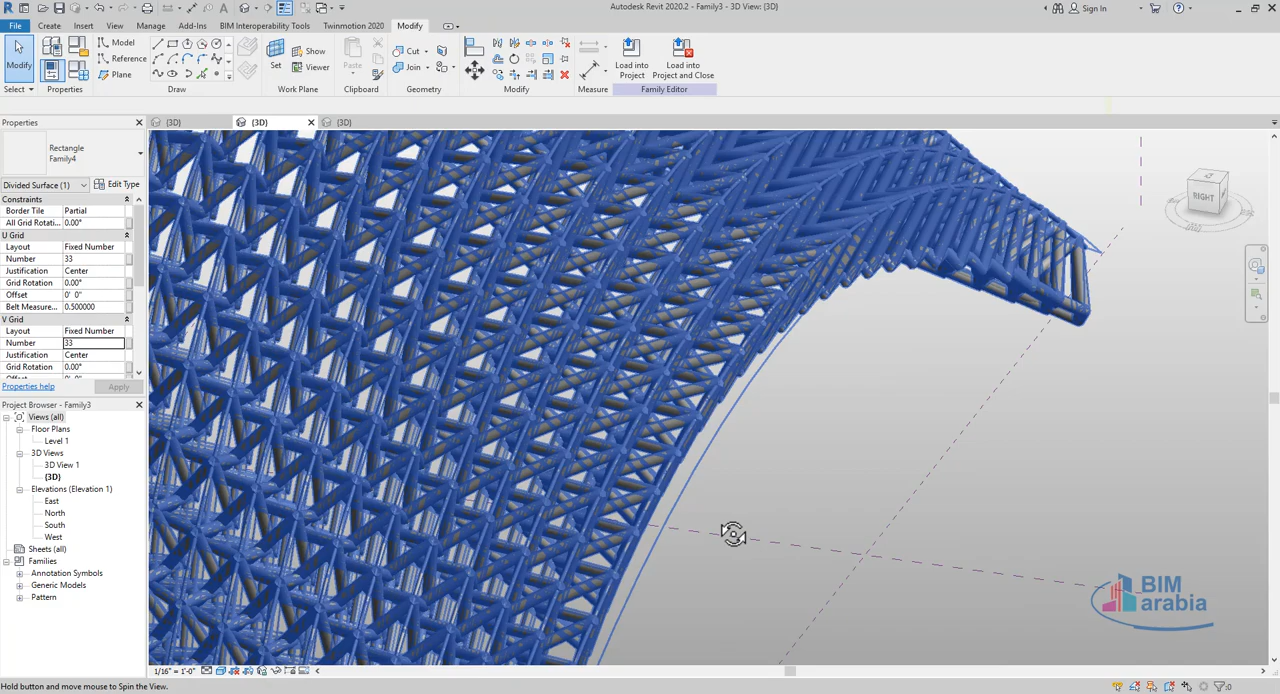 Autodesk Revit 2020.2 - Family3 - 3D View: {3D}
Sign In
File
Create
Insert
View
Manage
Add-Ins
BIM Interoperability Tools
Twinmotion 2020
Modify
Modify
Model
Reference
Plane
Set
Show
Viewer
Paste
Cut
Join
Load into
Project
Load into
Project and Close
Select
Properties
Draw
Work Plane
Clipboard
Geometry
Modify
Measure
Family Editor
Properties
{3D}
{3D}
{3D}
Rectangle
Family4
Divided Surface (1)
Edit Type
Constraints
Border Tile Partial
All Grid Rotati... 0.00°
U Grid
Layout Fixed Number
Number 33
Justification Center
Grid Rotation 0.00°
Offset 0' 0"
Belt Measure... 0.500000
V Grid
Layout Fixed Number
Number 33
Justification Center
Grid Rotation 0.00°
Properties help
Apply
Project Browser - Family3
Views (all)
Floor Plans
Level 1
3D Views
3D View 1
{3D}
Elevations (Elevation 1)
East
North
South
West
Sheets (all)
Families
Annotation Symbols
Generic Models
Pattern
RIGHT
BIM
arabia
1/16" = 1'-0"
Hold button and move mouse to Spin the View.
:0